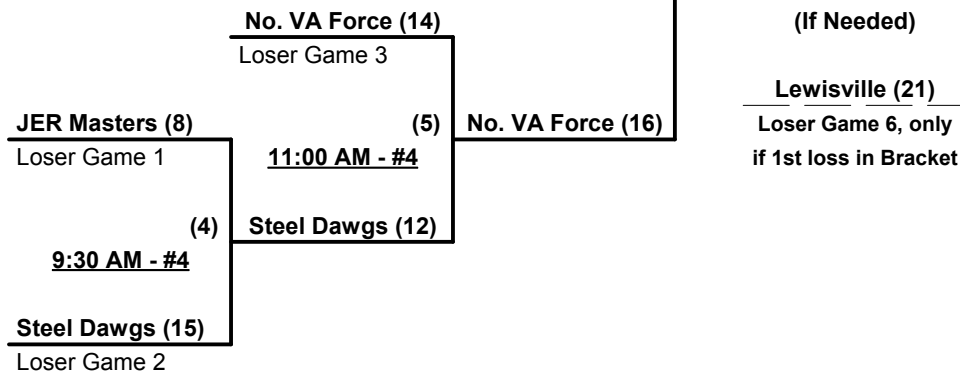 No. VA Force (14)
(If Needed)
Loser Game 3
Lewisville (21)
JER Masters (8)
(5)
No. VA Force (16)
Loser Game 6, only
Loser Game 1
11:00 AM - #4
if 1st loss in Bracket
(4)
Steel Dawgs (12)
9:30 AM - #4
Steel Dawgs (15)
Loser Game 2